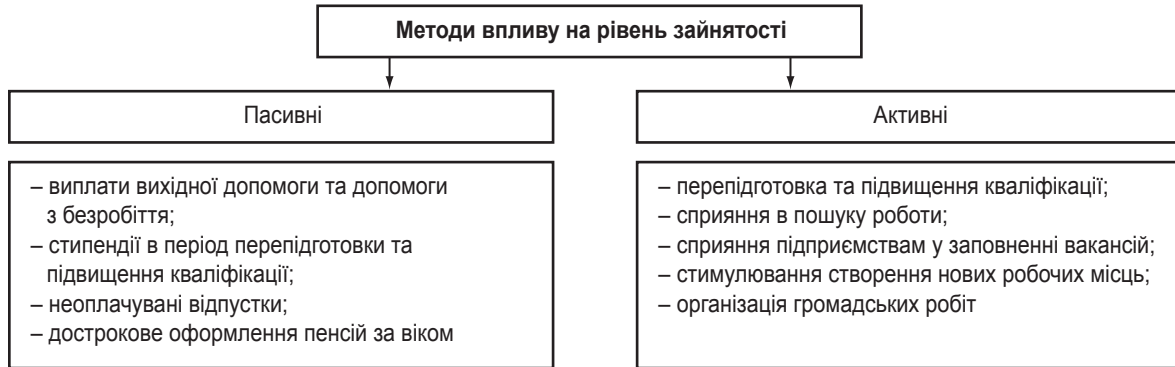 Методи впливу на рівень зайнятості
Пасивні
– виплати вихідної допомоги та допомоги
з безробіття;
– стипендії в період перепідготовки та
підвищення кваліфікації;
– неоплачувані відпустки;
– дострокове оформлення пенсій за віком
Активні
– перепідготовка та підвищення кваліфікації;
– сприяння в пошуку роботи;
– сприяння підприємствам у заповненні вакансій;
– стимулювання створення нових робочих місць;
– організація громадських робіт